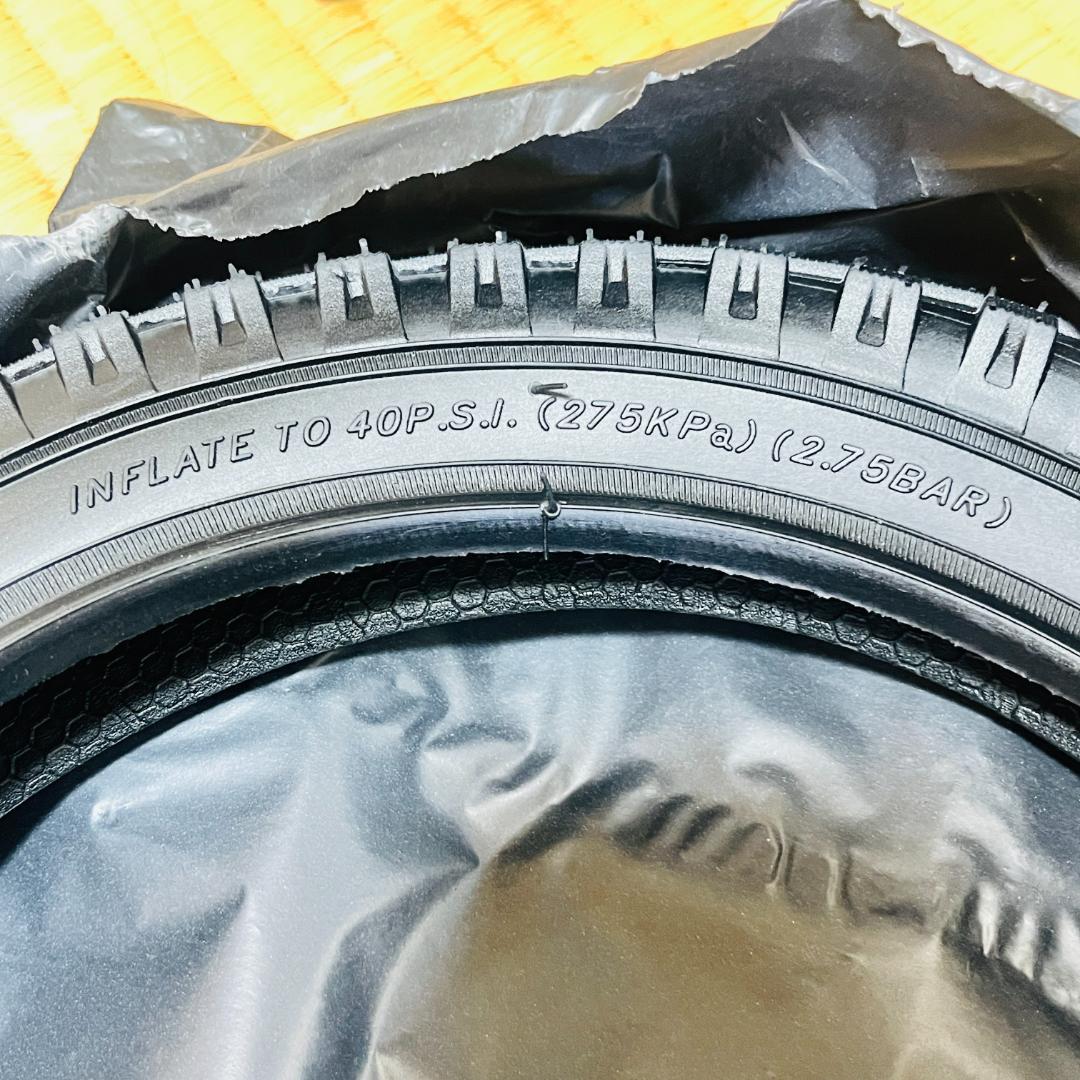 INFLATE TO 40P.S.I. (275KPa) (2.75BAR)